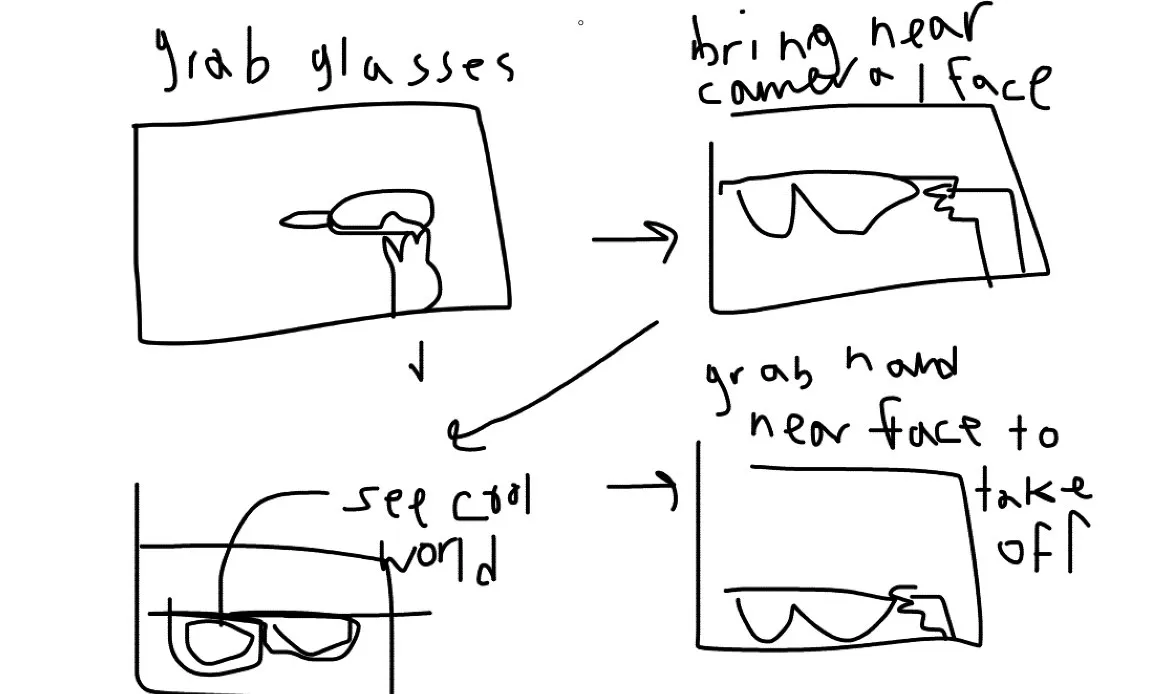 grab glasses
bring near
camera / face
see cool
world
grab hand
near face to
take
off